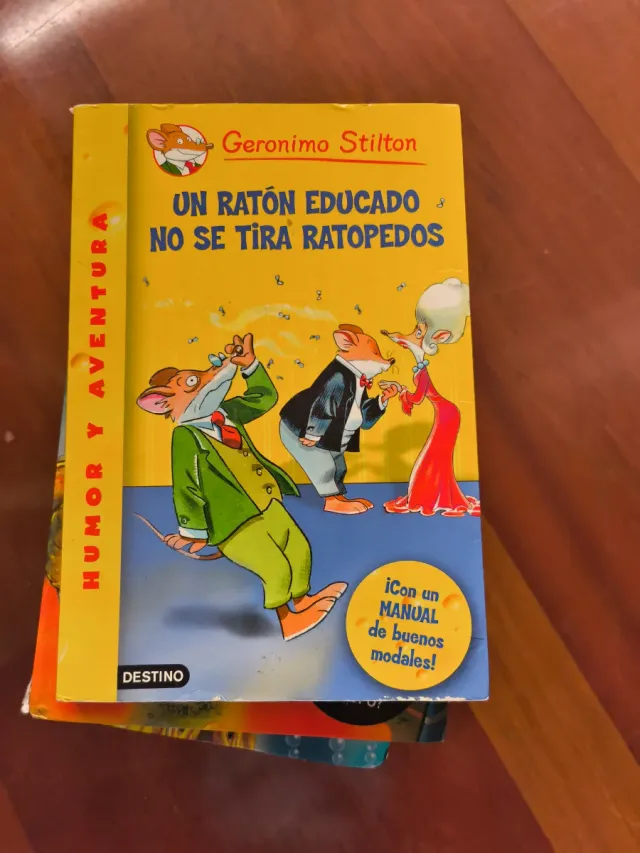 Geronimo Stilton
UN RATÓN EDUCADO
NO SE TIRA RATOPEDOS
HUMOR Y AVENTURA
¡Con un
MANUAL
de buenos
modales!
DESTINO